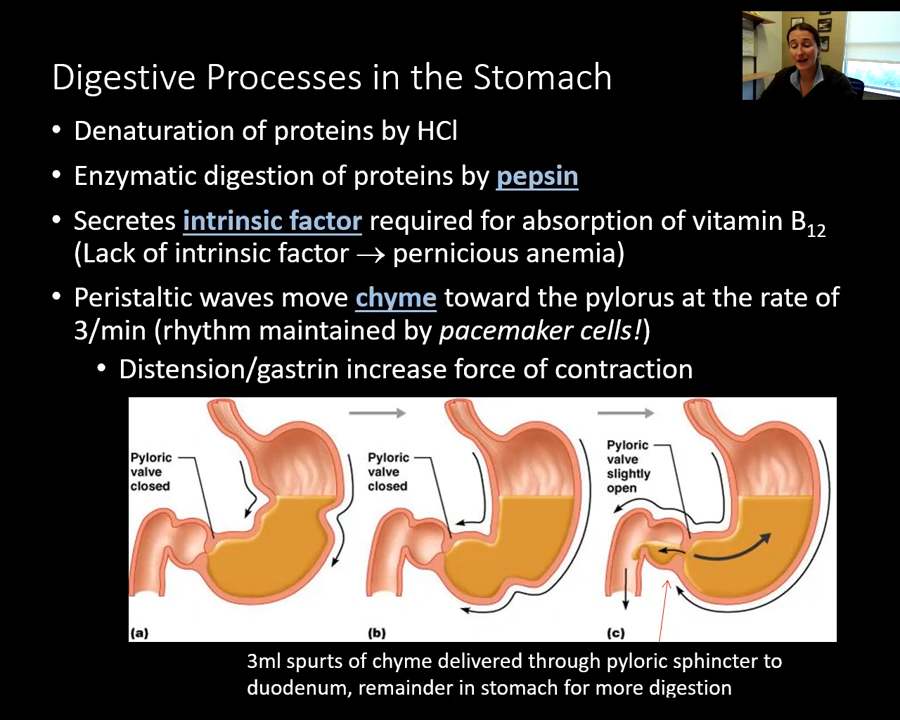 Digestive Processes in the Stomach
• Denaturation of proteins by HCl
• Enzymatic digestion of proteins by pepsin
• Secretes intrinsic factor required for absorption of vitamin B₁₂
(Lack of intrinsic factor → pernicious anemia)
• Peristaltic waves move chyme toward the pylorus at the rate of
3/min (rhythm maintained by pacemaker cells!)
• Distension/gastrin increase force of contraction
Pyloric
valve
closed
(a)
Pyloric
valve
closed
(b)
Pyloric
valve
slightly
open
(c)
3ml spurts of chyme delivered through pyloric sphincter to
duodenum, remainder in stomach for more digestion